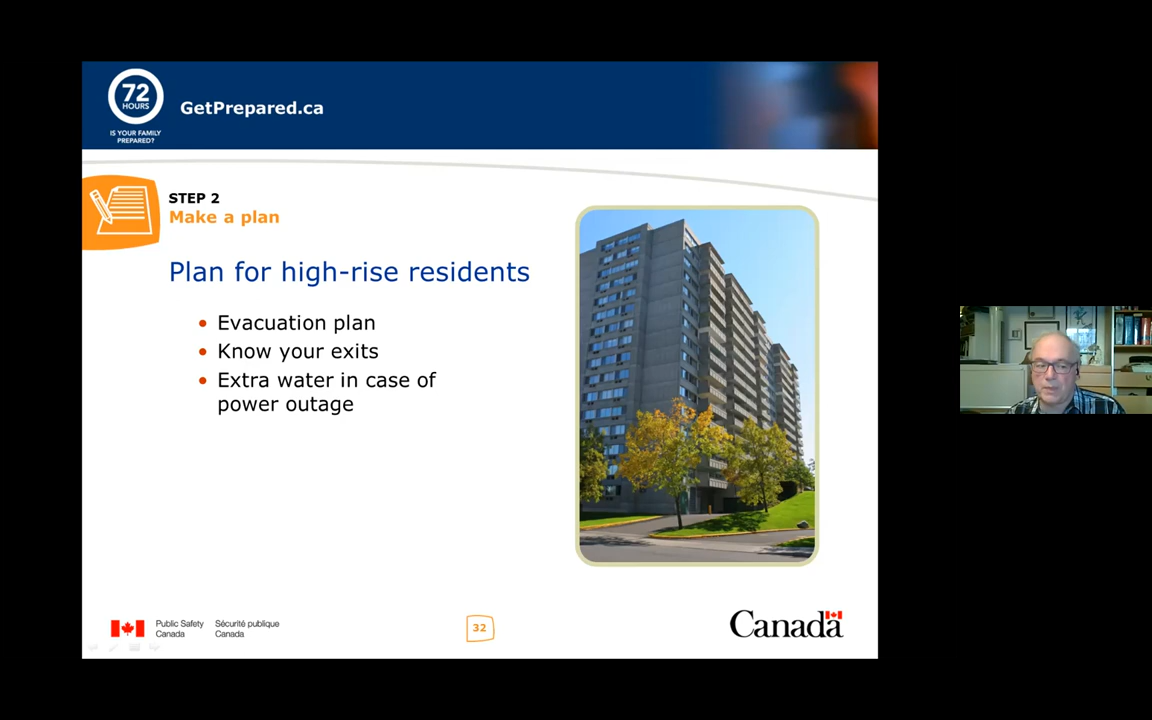 72
HOURS
IS YOUR FAMILY
PREPARED?
GetPrepared.ca
STEP 2
Make a plan
Plan for high-rise residents
• Evacuation plan
• Know your exits
• Extra water in case of
power outage
Public Safety
Canada
Sécurité publique
Canada
32
Canada